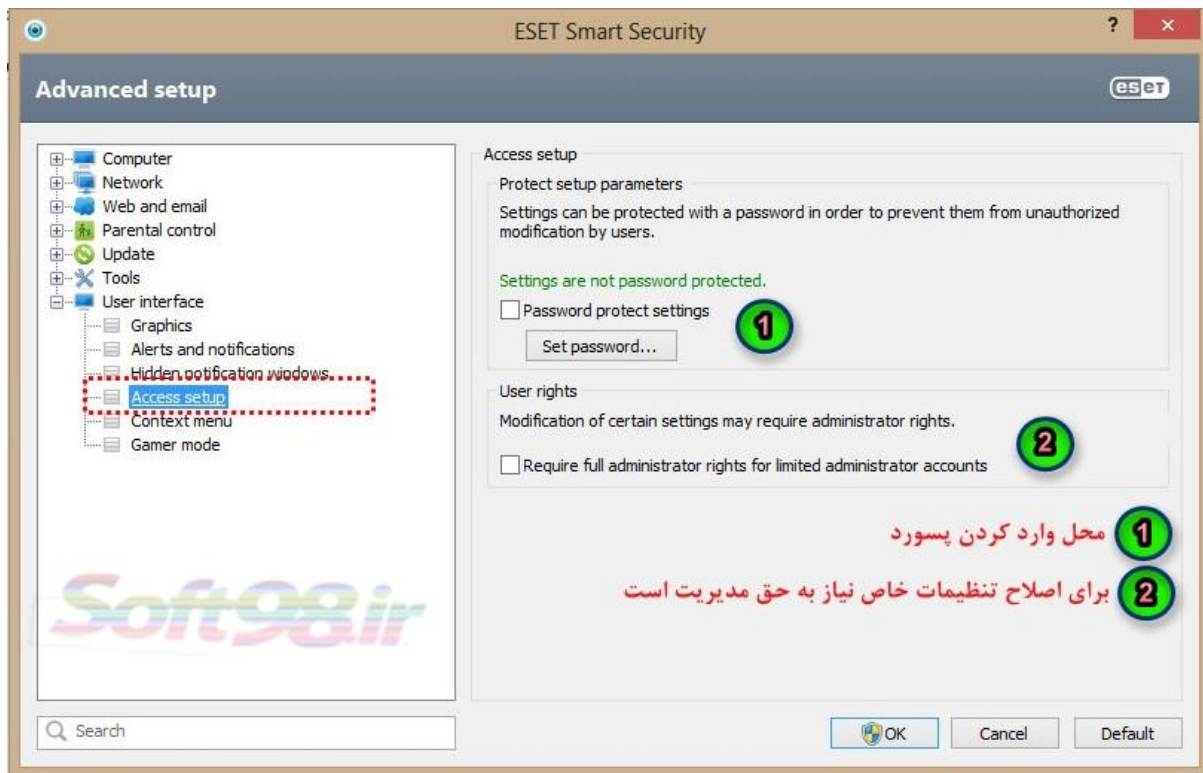 ESET Smart Security
?
×
Advanced setup
eset
Computer
Network
Web and email
Parental control
Update
Tools
User interface
Graphics
Alerts and notifications
Hidden notification windows
Access setup
Context menu
Gamer mode
Access setup
Protect setup parameters
Settings can be protected with a password in order to prevent them from unauthorized
modification by users.
Settings are not password protected.
Password protect settings
1
Set password...
User rights
Modification of certain settings may require administrator rights.
2
Require full administrator rights for limited administrator accounts
1 محل وارد کردن پسورد
2 برای اصلاح تنظیمات خاص نیاز به حق مدیریت است
Soft98.ir
Search
OK
Cancel
Default